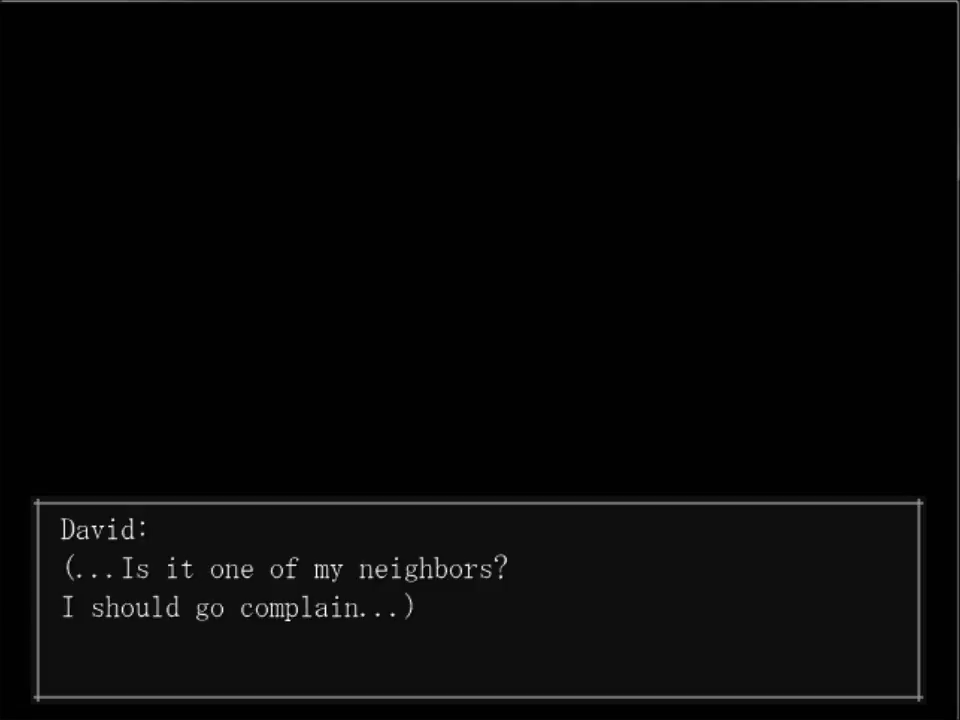 David:
(...Is it one of my neighbors?
I should go complain...)